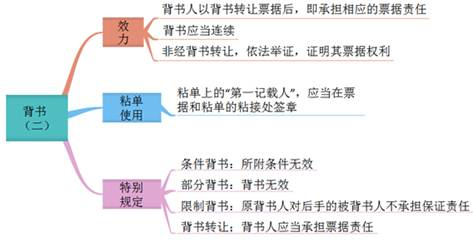 背书
（二）
效
力
背书人以背书转让票据后，即承担相应的票据责任
背书应当连续
非经背书转让，依法举证，证明其票据权利
粘单
使用
粘单上的“第一记载人”，应当在票
据和粘单的粘接处签章
特别
规定
条件背书：所附条件无效
部分背书：背书无效
限制背书：原背书人对后手的被背书人不承担保证责任
背书转让：背书人应当承担票据责任